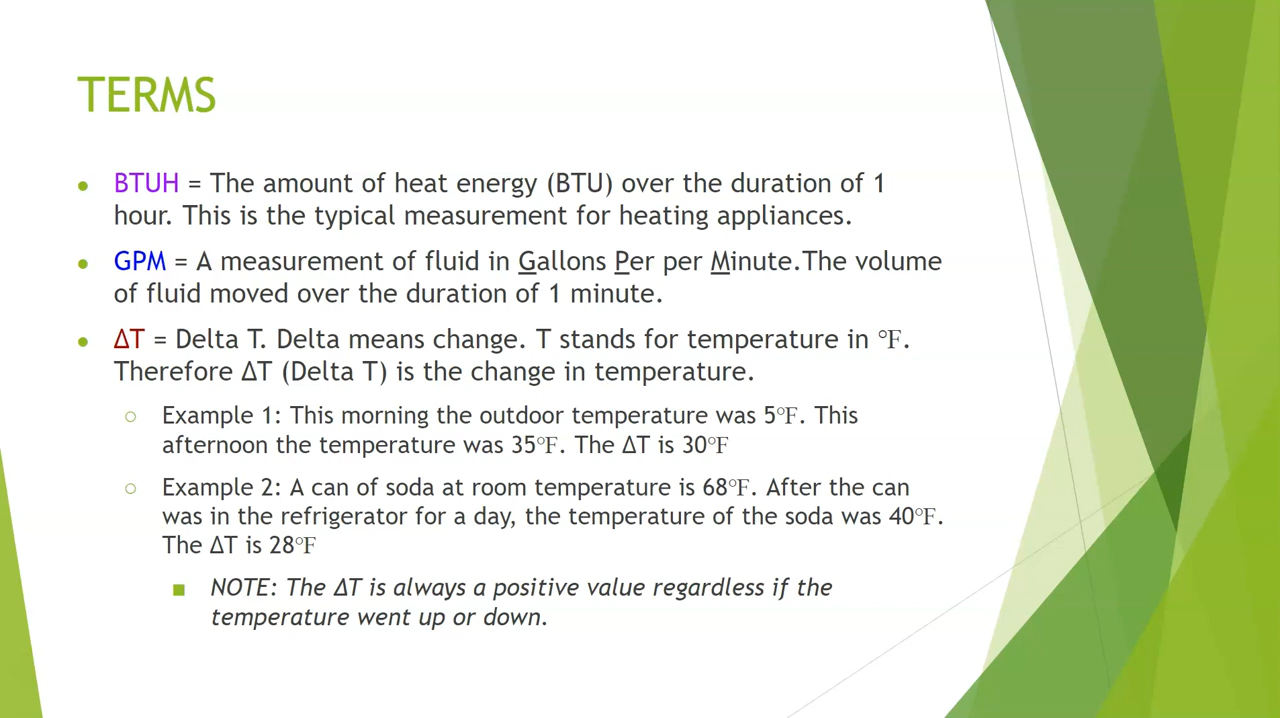 TERMS
BTUH = The amount of heat energy (BTU) over the duration of 1
hour. This is the typical measurement for heating appliances.
GPM = A measurement of fluid in Gallons Per per Minute.The volume
of fluid moved over the duration of 1 minute.
ΔT = Delta T. Delta means change. T stands for temperature in °F.
Therefore ΔT (Delta T) is the change in temperature.
Example 1: This morning the outdoor temperature was 5°F. This
afternoon the temperature was 35°F. The ΔT is 30°F
Example 2: A can of soda at room temperature is 68°F. After the can
was in the refrigerator for a day, the temperature of the soda was 40°F.
The ΔT is 28°F
NOTE: The ΔT is always a positive value regardless if the
temperature went up or down.